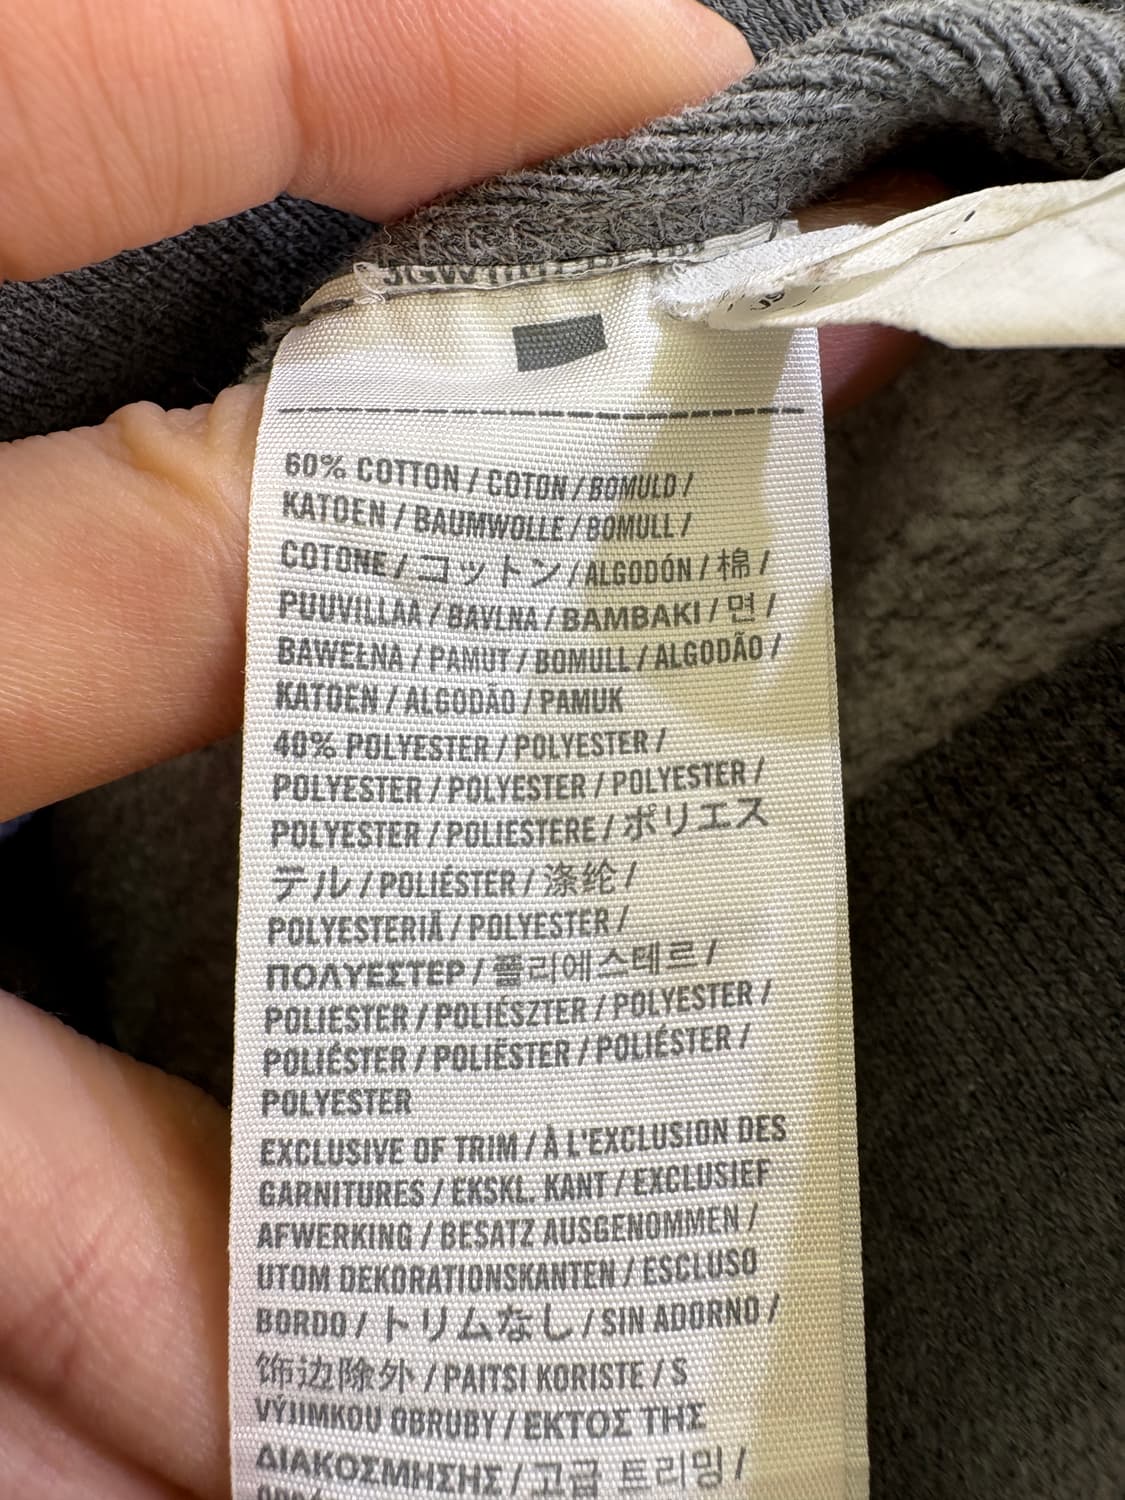 60% COTTON / COTON / BOMULD /
KATOEN / BAUMWOLLE / BOMULL /
COTONE / コットン / ALGODÓN / 棉 /
PUUVILLAA / BAVLNA / BAMBAKI / 면 /
BAWEŁNA / PAMUT / BOMULL / ALGODÃO /
KATOEN / ALGODÃO / PAMUK
40% POLYESTER / POLYESTER /
POLYESTER / POLYESTER / POLYESTER /
POLYESTER / POLIESTERE / ポリエス
テル / POLIÉSTER / 涤纶 /
POLYESTERIÄ / POLYESTER /
ΠΟΛΥΕΣΤΕΡ / 폴리에스테르 /
POLIESTER / POLIÉSZTER / POLYESTER /
POLIÉSTER / POLIÉSTER / POLIÉSTER /
POLYESTER
EXCLUSIVE OF TRIM / À L'EXCLUSION DES
GARNITURES / EKSKL. KANT / EXCLUSIEF
AFWERKING / BESATZ AUSGENOMMEN /
UTOM DEKORATIONSKANTEN / ESCLUSO
BORDO / トリムなし / SIN ADORNO /
饰边除外 / PAITSI KORISTE / S
VÝJIMKOU OBRUBY / ΕΚΤΟΣ ΤΗΣ
ΔΙΑΚΟΣΜΗΣΗΣ / 고급 트리밍 /